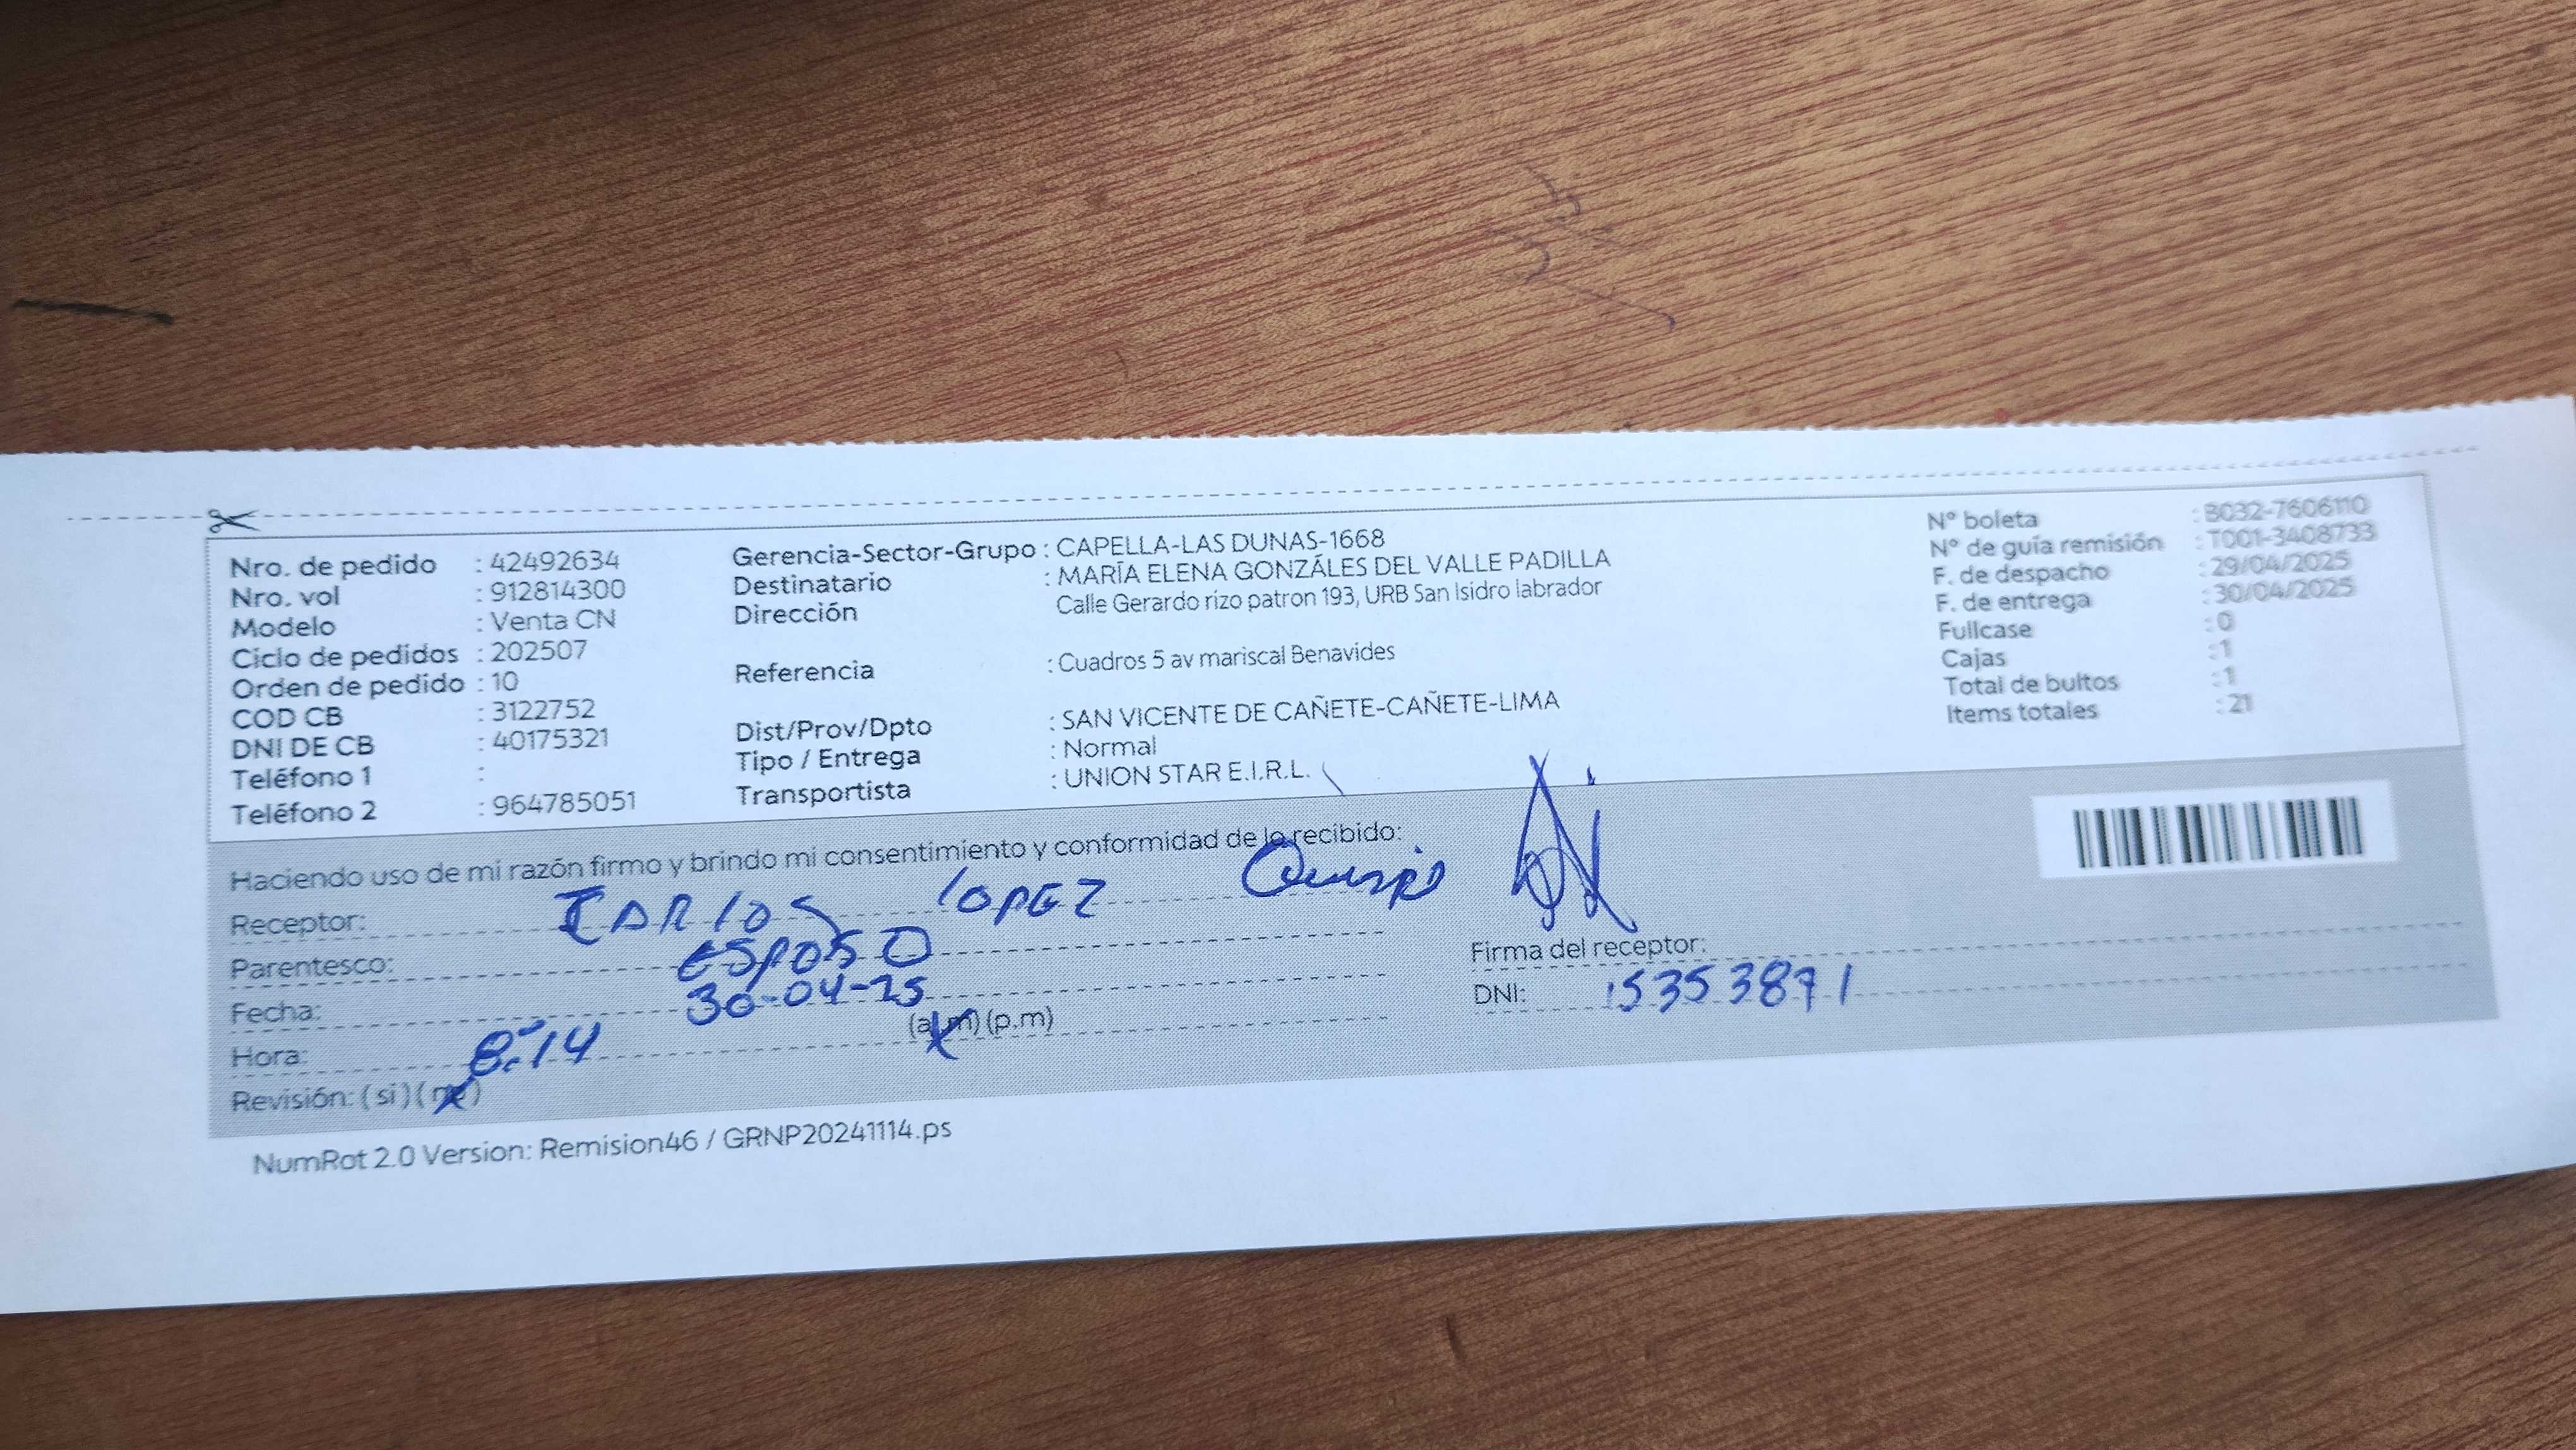 Nro. de pedido : 42492634
Nro. vol : 912814300
Modelo : Venta CN
Ciclo de pedidos : 202507
Orden de pedido : 10
COD CB : 3122752
DNI DE CB : 40175321
Teléfono 1 :
Teléfono 2 : 964785051
Gerencia-Sector-Grupo : CAPELLA-LAS DUNAS-1668
Destinatario : MARÍA ELENA GONZÁLES DEL VALLE PADILLA
Dirección Calle Gerardo rizo patron 193, URB San Isidro labrador
Referencia : Cuadros 5 av mariscal Benavides
Dist/Prov/Dpto : SAN VICENTE DE CAÑETE-CAÑETE-LIMA
Tipo / Entrega : Normal
Transportista : UNION STAR E.I.R.L.
N° boleta : B032-7606110
N° de guía remisión : T001-3408733
F. de despacho : 29/04/2025
F. de entrega : 30/04/2025
Fullcase : 0
Cajas : 1
Total de bultos : 1
Items totales : 21
Haciendo uso de mi razón firmo y brindo mi consentimiento y conformidad de lo recibido:
Receptor: CARLOS LOPEZ Quispe
Parentesco: ESPOSO
Fecha: 30-04-25
Hora: 8:14 (a.m) (p.m)
Revisión: (si) (no)
Firma del receptor:
DNI: 15353871
NumRot 2.0 Version: Remision46 / GRNP20241114.ps